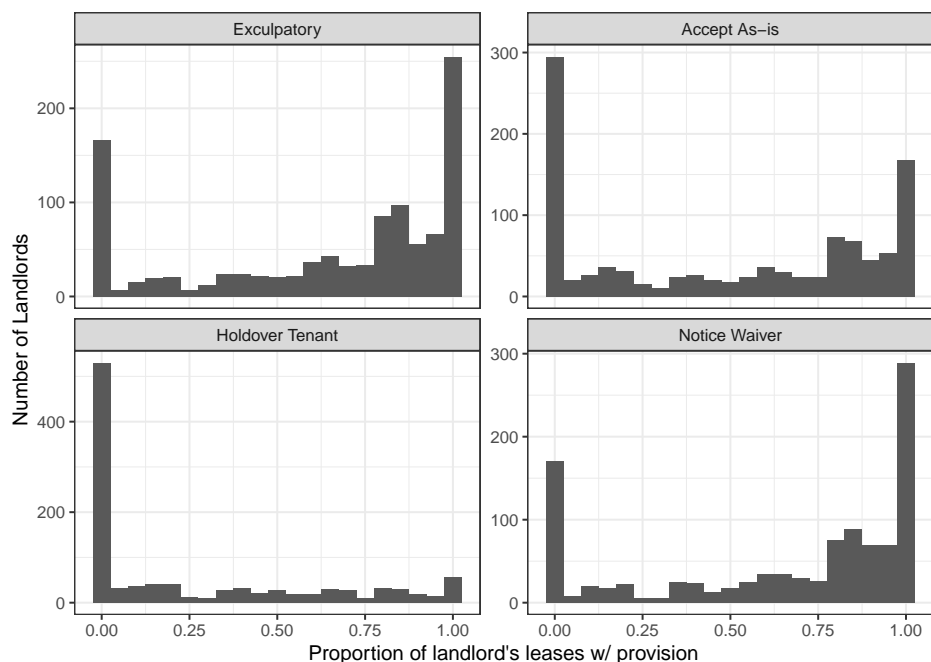 Exculpatory
Accept As−is
200
100
0
300
200
100
0
Holdover Tenant
Notice Waiver
400
200
0
300
200
100
0
0.00 0.25 0.50 0.75 1.00
0.00 0.25 0.50 0.75 1.00
Number of Landlords
Proportion of landlord's leases w/ provision